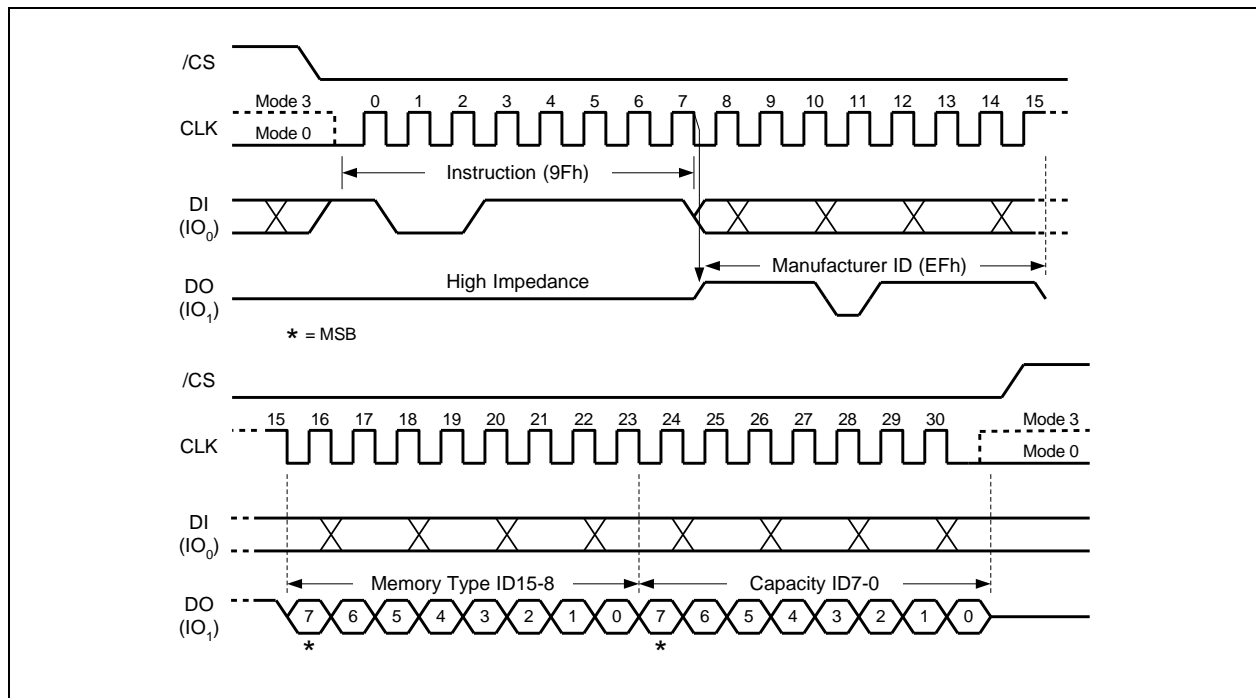 /CS
Mode 3 0 1 2 3 4 5 6 7 8 9 10 11 12 13 14 15
CLK
Mode 0
Instruction (9Fh)
DI
(IO0)
Manufacturer ID (EFh)
High Impedance
DO
(IO1)
* = MSB
/CS
15 16 17 18 19 20 21 22 23 24 25 26 27 28 29 30 Mode 3
CLK
Mode 0
DI
(IO0)
Memory Type ID15-8 Capacity ID7-0
DO
(IO1)
7 6 5 4 3 2 1 0 7 6 5 4 3 2 1 0
* *